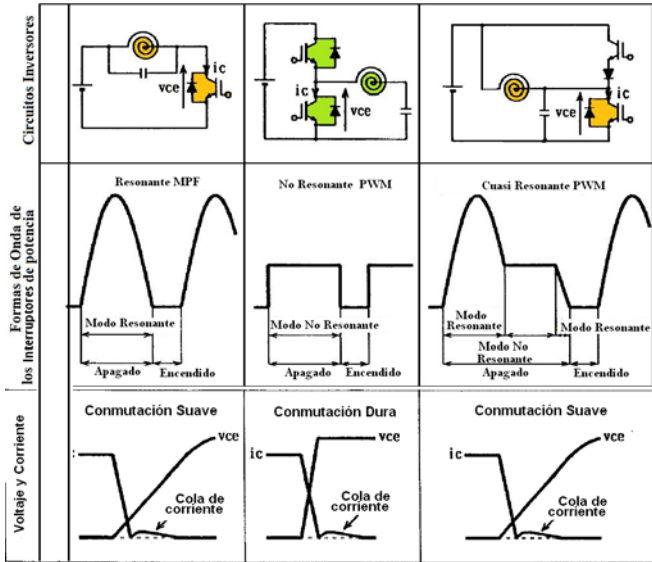 Circuitos Inversores
ic
vce
ic
vce
ic
vce
Formas de Onda de
los Interruptores de potencia
Resonante MPF
Modo Resonante
Apagado
Encendido
No Resonante PWM
Modo No Resonante
Apagado
Encendido
Cuasi Resonante PWM
Modo
Resonante
Modo Resonante
Modo No
Resonante
Apagado
Encendido
Voltaje y Corriente
Conmutación Suave
vce
Cola de
corriente
Conmutación Dura
ic
vce
Cola de
corriente
Conmutación Suave
ic
vce
Cola de
corriente